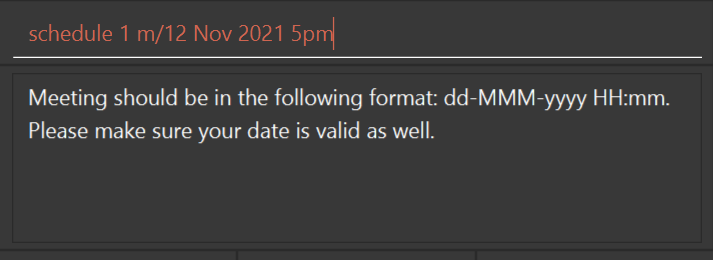 schedule 1 m/12 Nov 2021 5pm
Meeting should be in the following format: dd-MMM-yyyy HH:mm.
Please make sure your date is valid as well.